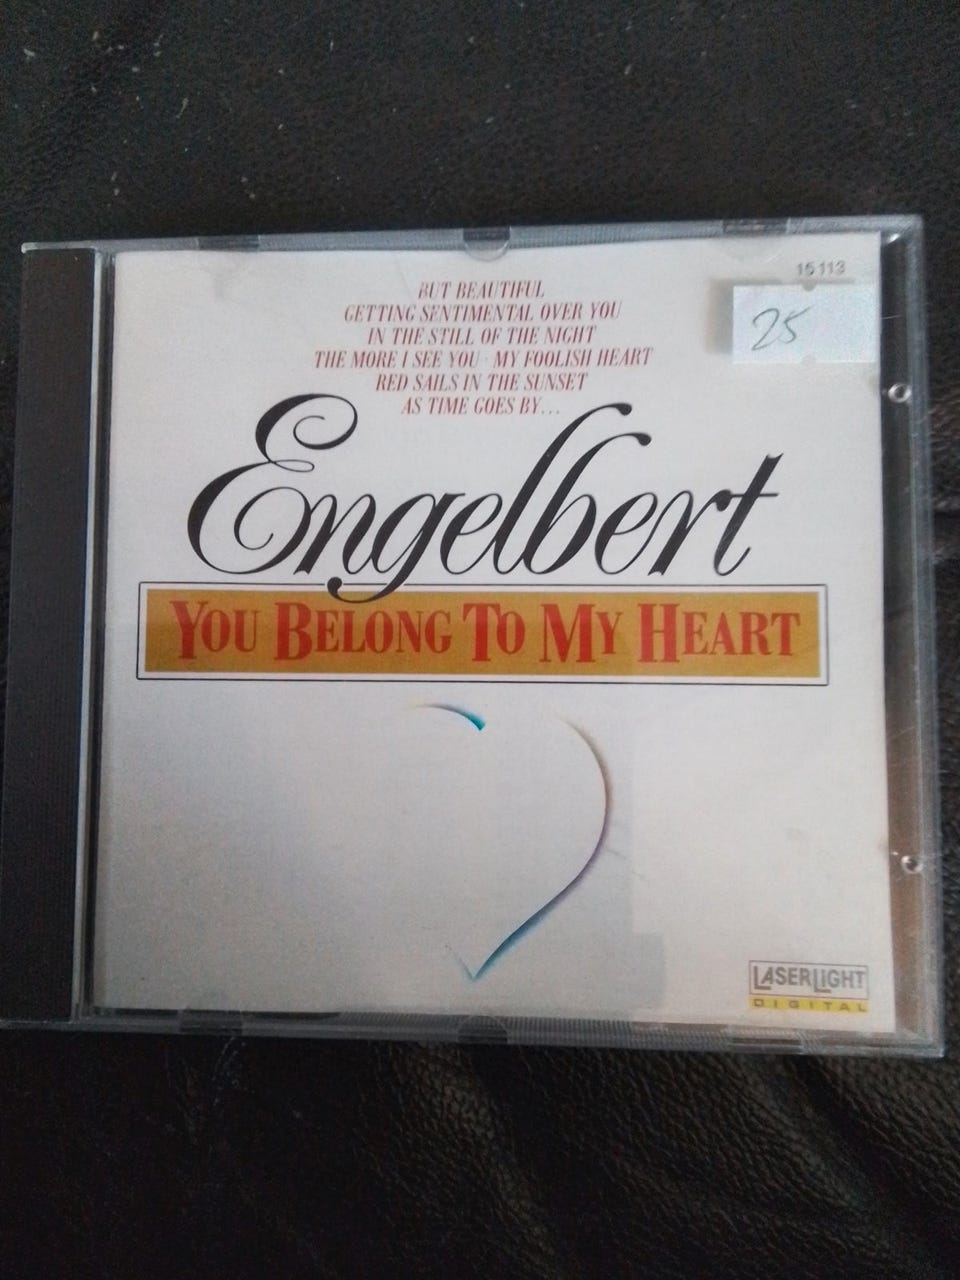 15 113
25
BUT BEAUTIFUL
GETTING SENTIMENTAL OVER YOU
IN THE STILL OF THE NIGHT
THE MORE I SEE YOU · MY FOOLISH HEART
RED SAILS IN THE SUNSET
AS TIME GOES BY...
Engelbert
YOU BELONG TO MY HEART
LASERLIGHT
DIGITAL